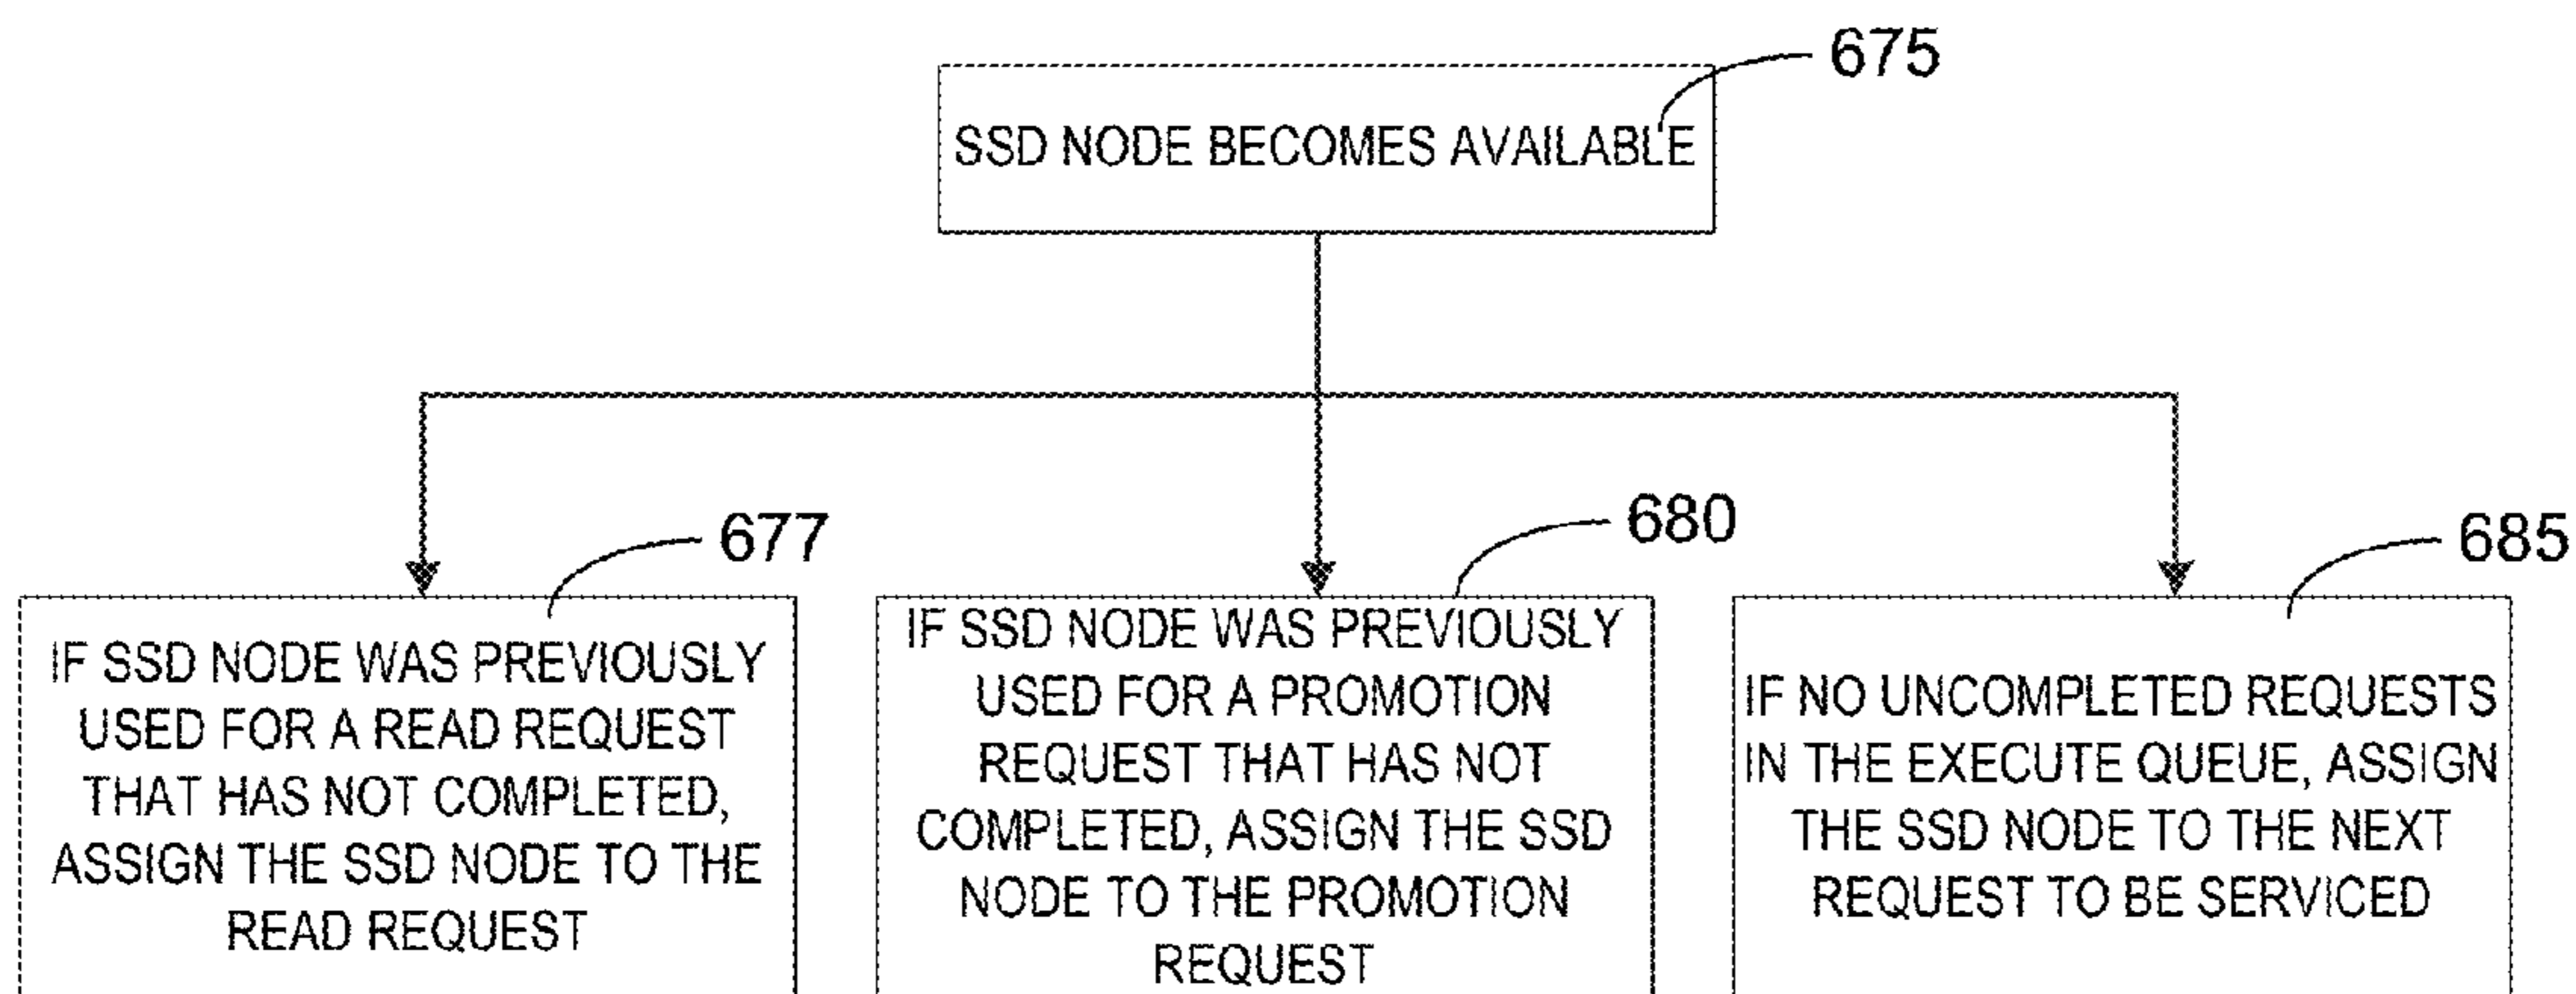 675
SSD NODE BECOMES AVAILABLE
677
IF SSD NODE WAS PREVIOUSLY
USED FOR A READ REQUEST
THAT HAS NOT COMPLETED,
ASSIGN THE SSD NODE TO THE
READ REQUEST
680
IF SSD NODE WAS PREVIOUSLY
USED FOR A PROMOTION
REQUEST THAT HAS NOT
COMPLETED, ASSIGN THE SSD
NODE TO THE PROMOTION
REQUEST
685
IF NO UNCOMPLETED REQUESTS
IN THE EXECUTE QUEUE, ASSIGN
THE SSD NODE TO THE NEXT
REQUEST TO BE SERVICED